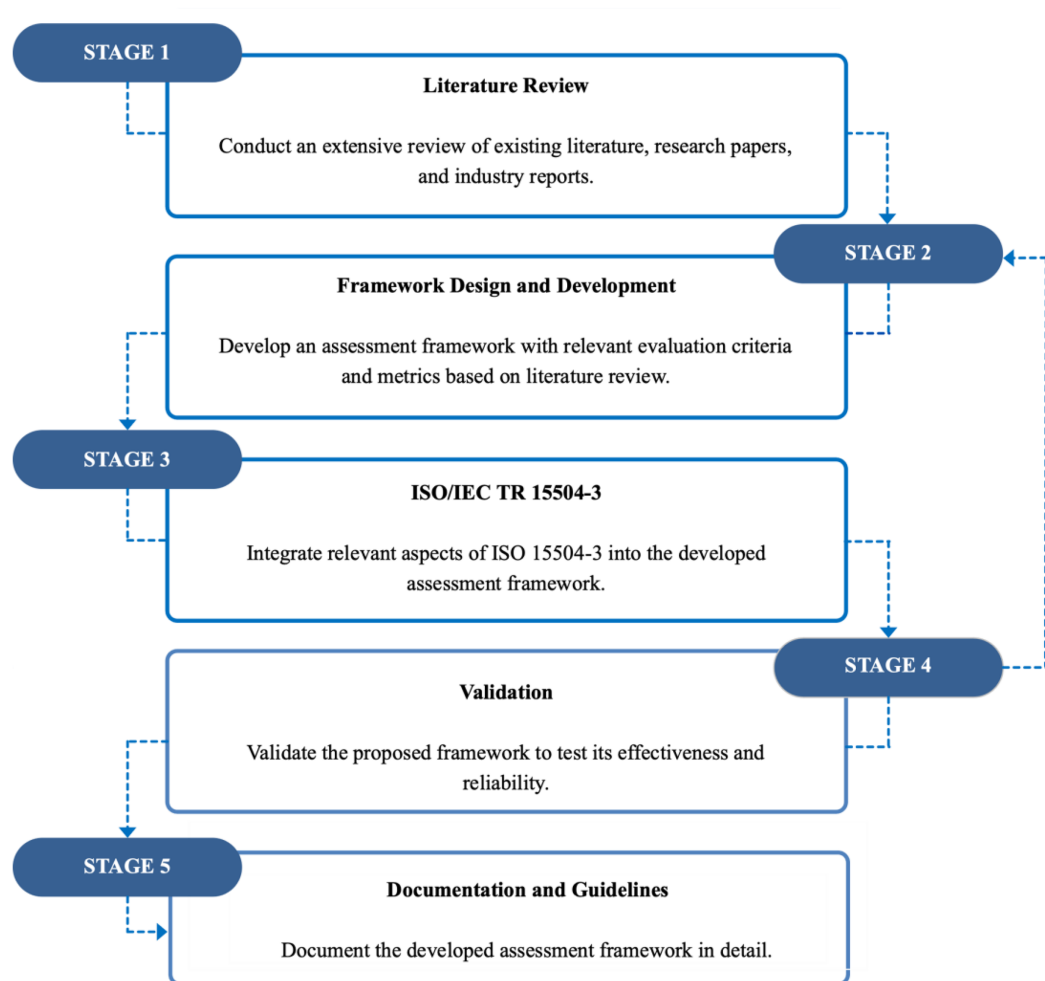 STAGE 1
Literature Review
Conduct an extensive review of existing literature, research papers,
and industry reports.
STAGE 2
Framework Design and Development
Develop an assessment framework with relevant evaluation criteria
and metrics based on literature review.
STAGE 3
ISO/IEC TR 15504-3
Integrate relevant aspects of ISO 15504-3 into the developed
assessment framework.
STAGE 4
Validation
Validate the proposed framework to test its effectiveness and
reliability.
STAGE 5
Documentation and Guidelines
Document the developed assessment framework in detail.